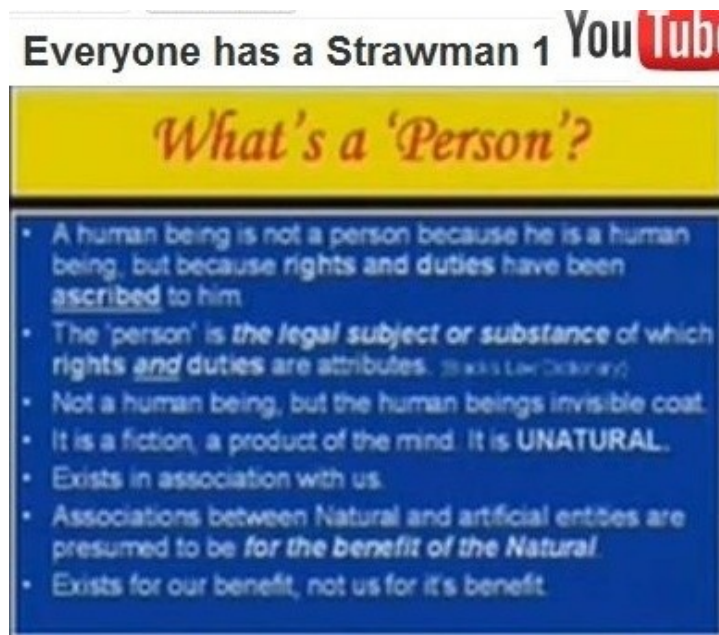 Everyone has a Strawman 1 YouTube
What's a 'Person'?
• A human being is not a person because he is a human
being, but because rights and duties have been
ascribed to him
• The 'person' is the legal subject or substance of which
rights and duties are attributes. (Black's Law Dictionary)
• Not a human being, but the human beings invisible coat.
• It is a fiction, a product of the mind. It is UNATURAL.
• Exists in association with us.
• Associations between Natural and artificial entities are
presumed to be for the benefit of the Natural.
• Exists for our benefit, not us for it's benefit